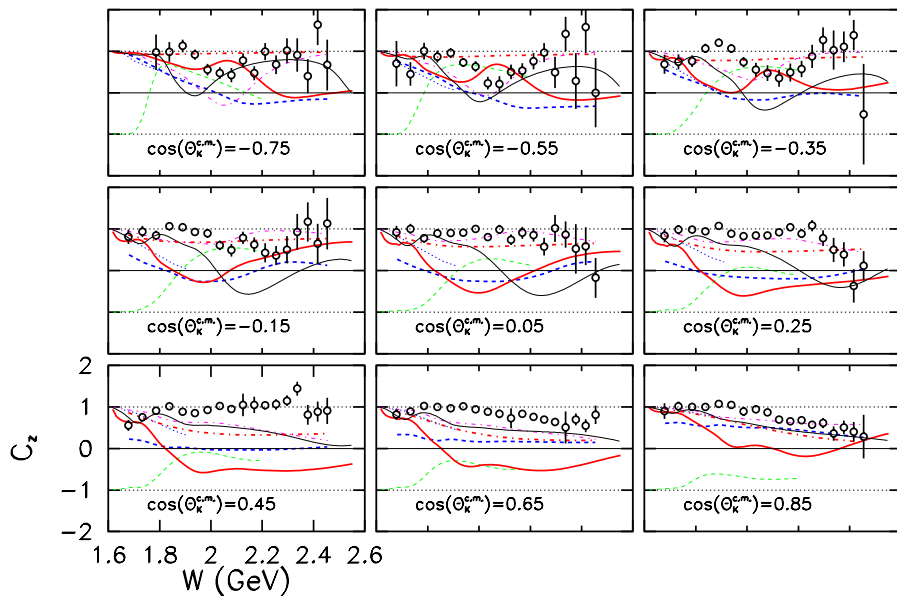 cos(Θ_K^{c.m.})=−0.75 cos(Θ_K^{c.m.})=−0.55 cos(Θ_K^{c.m.})=−0.35
cos(Θ_K^{c.m.})=−0.15 cos(Θ_K^{c.m.})=0.05 cos(Θ_K^{c.m.})=0.25
2
1
0
−1
−2
C_z
cos(Θ_K^{c.m.})=0.45 cos(Θ_K^{c.m.})=0.65 cos(Θ_K^{c.m.})=0.85
1.6 1.8 2 2.2 2.4 2.6
W (GeV)